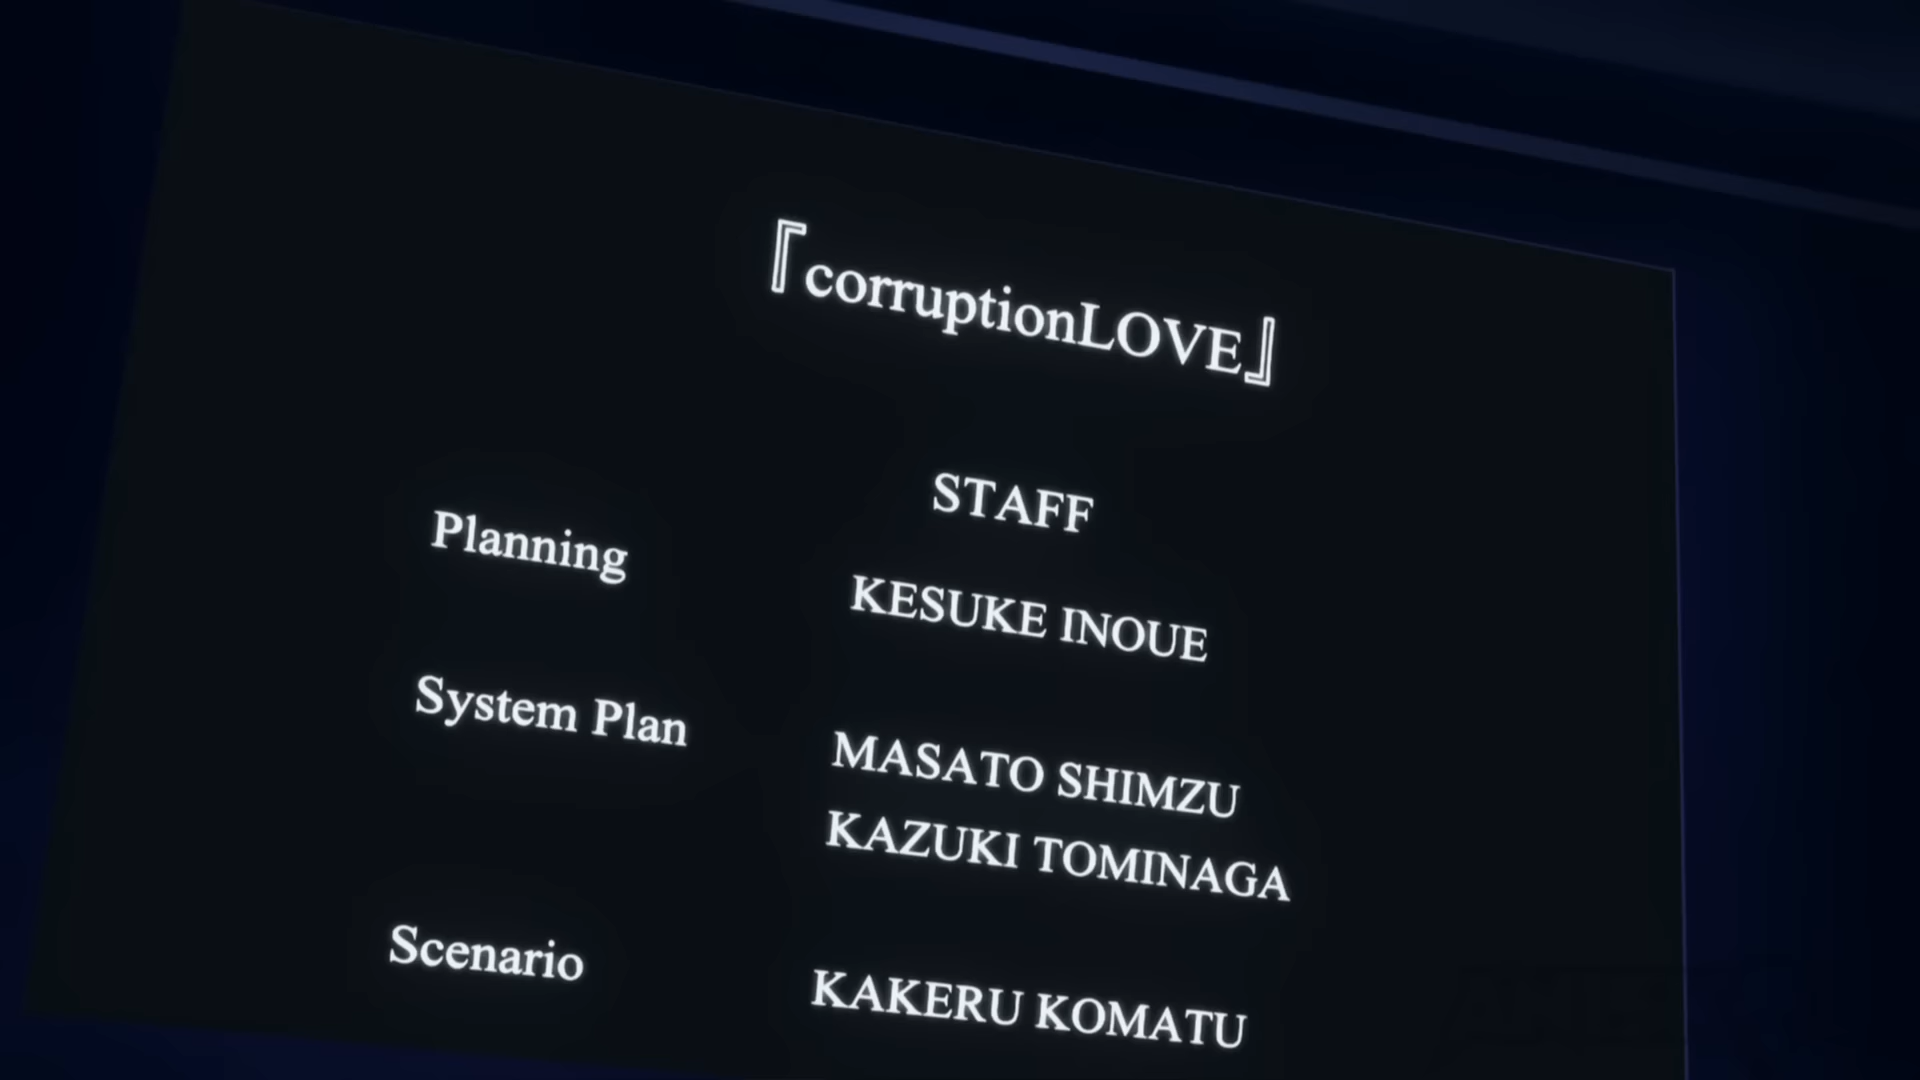 『corruptionLOVE』
STAFF
Planning
KESUKE INOUE
System Plan
MASATO SHIMZU
KAZUKI TOMINAGA
Scenario
KAKERU KOMATU